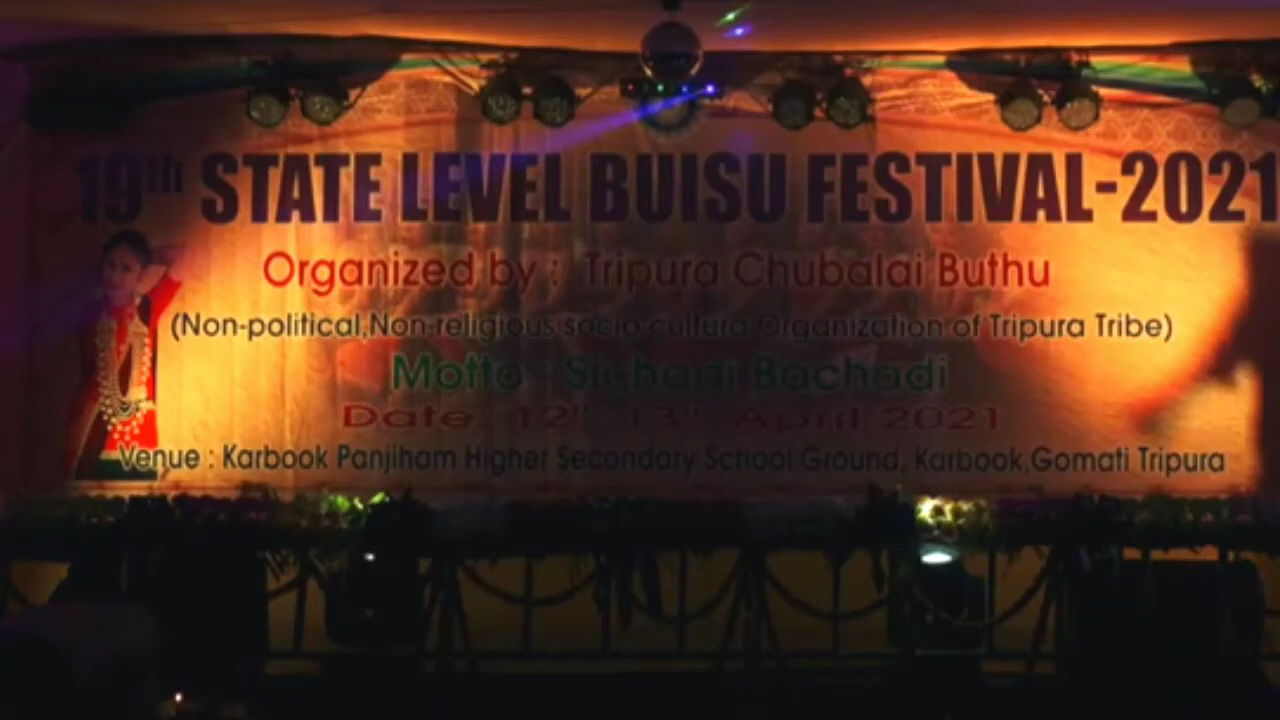 19th STATE LEVEL BUISU FESTIVAL-2021
Organized by : Tripura Chubalai Buthu
(Non-political,Non-religious socio cultura Organization of Tripura Tribe)
Motto - Sichadi Bachadi
Date: 12th 13th April 2021
Venue : Karbook Panjiham Higher Secondary School Ground, Karbook,Gomati Tripura